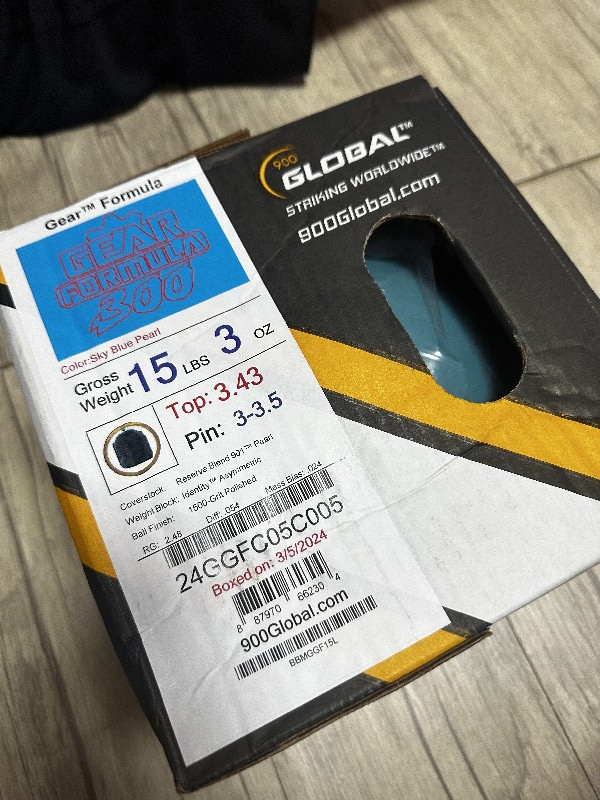 900
GLOBAL™
STRIKING WORLDWIDE™
900Global.com
Gear™ Formula
GEAR
FORMULA
300
Color:Sky Blue Pearl
Gross Weight 15 LBS 3 OZ
Top: 3.43
Pin: 3-3.5
Coverstock: Reserve Blend 901™ Pearl
Weight Block: Identity™ Asymmetric
Ball Finish: 1500-Grit Polished
RG: 2.48 Diff: .054 Mass Bias: .024
24GGFC05C005
Boxed on: 3/5/2024
8 87970 66230 4
900Global.com
BBMGGF15L